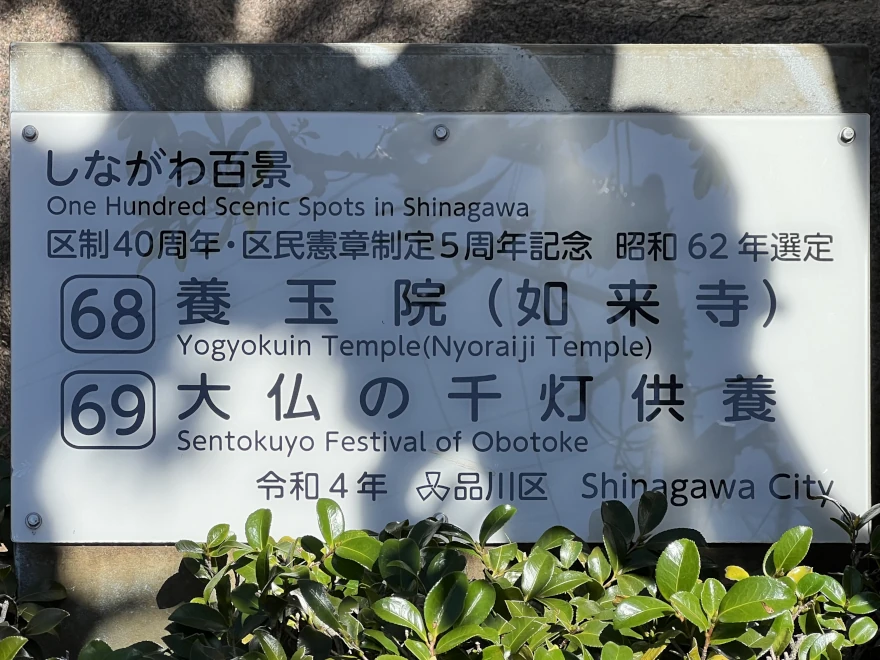 しながわ百景
One Hundred Scenic Spots in Shinagawa
区制40周年・区民憲章制定5周年記念 昭和62年選定
68 養玉院（如来寺）
Yogyokuin Temple(Nyoraiji Temple)
69 大仏の千灯供養
Sentokuyo Festival of Obotoke
令和4年 品川区 Shinagawa City